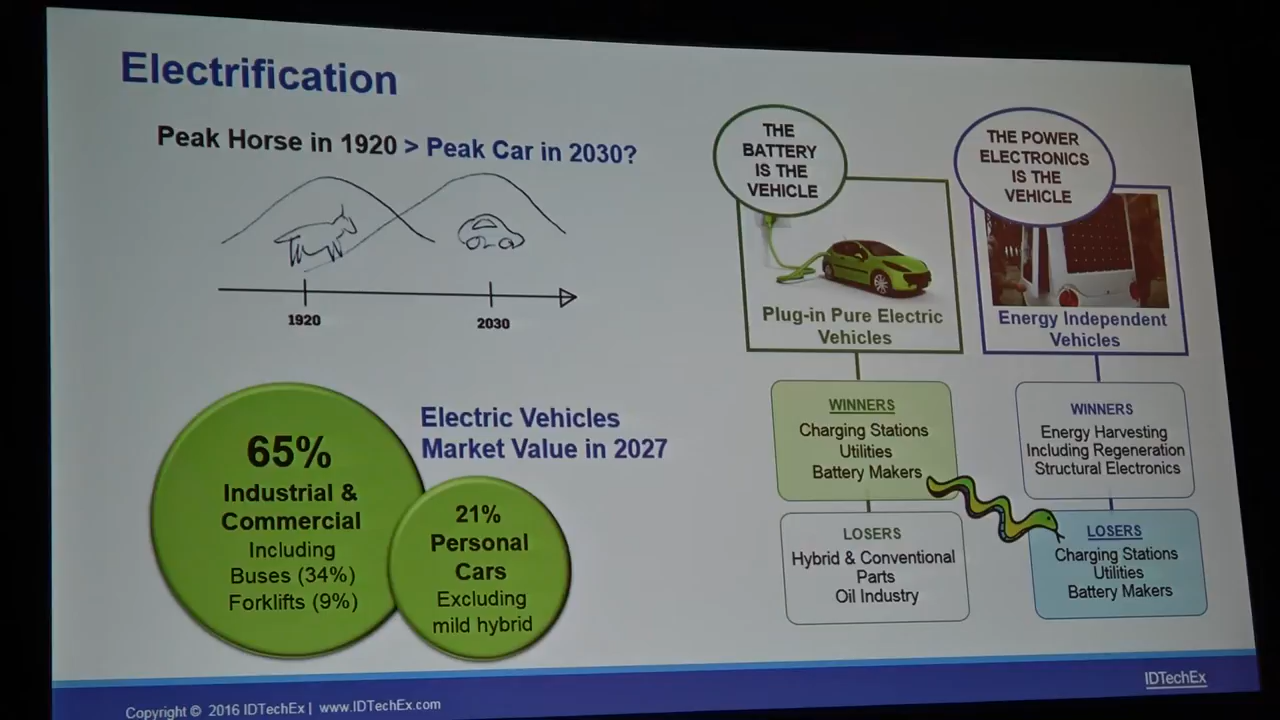 Electrification
Peak Horse in 1920 > Peak Car in 2030?
1920
2030
65%
Industrial &
Commercial
Including
Buses (34%)
Forklifts (9%)
Electric Vehicles
Market Value in 2027
21%
Personal
Cars
Excluding
mild hybrid
THE
BATTERY
IS THE
VEHICLE
Plug-in Pure Electric
Vehicles
WINNERS
Charging Stations
Utilities
Battery Makers
LOSERS
Hybrid & Conventional
Parts
Oil Industry
THE POWER
ELECTRONICS
IS THE
VEHICLE
Energy Independent
Vehicles
WINNERS
Energy Harvesting
Including Regeneration
Structural Electronics
LOSERS
Charging Stations
Utilities
Battery Makers
Copyright © 2016 IDTechEx | www.IDTechEx.com
IDTechEx